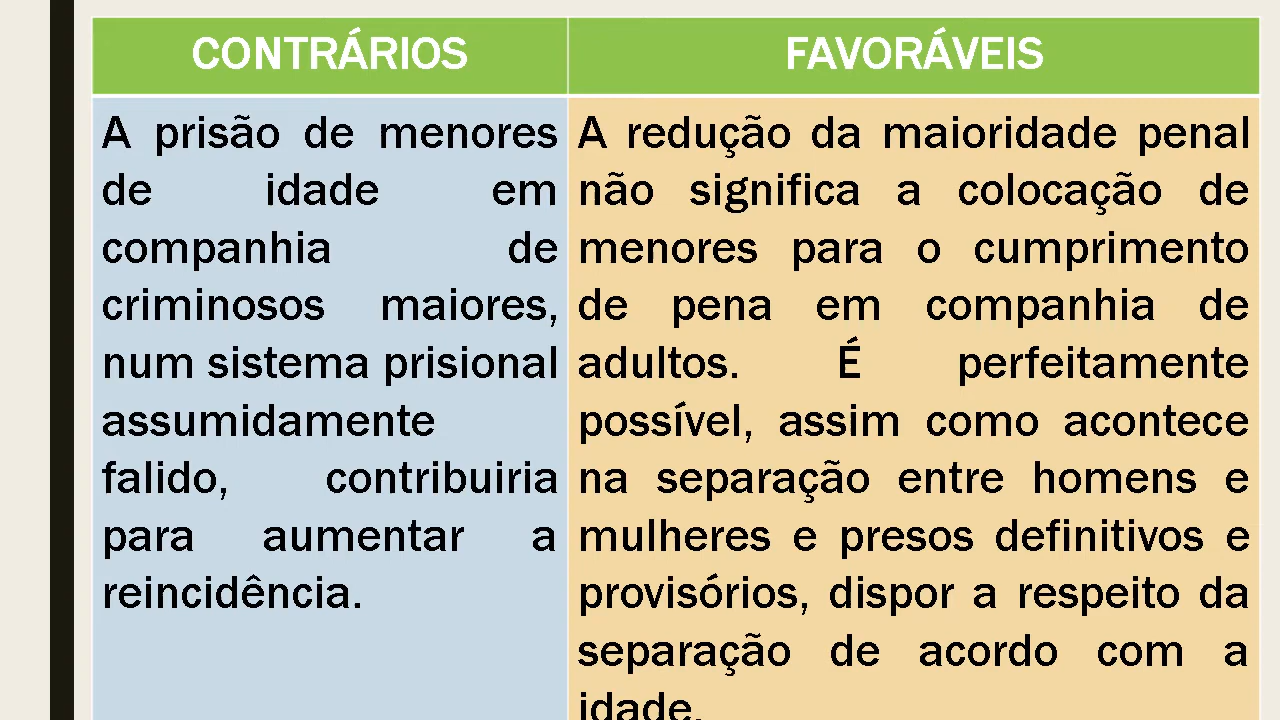 CONTRÁRIOS
FAVORÁVEIS
A prisão de menores
de idade em
companhia de
criminosos maiores,
num sistema prisional
assumidamente
falido, contribuiria
para aumentar a
reincidência.
A redução da maioridade penal
não significa a colocação de
menores para o cumprimento
de pena em companhia de
adultos. É perfeitamente
possível, assim como acontece
na separação entre homens e
mulheres e presos definitivos e
provisórios, dispor a respeito da
separação de acordo com a
idade.